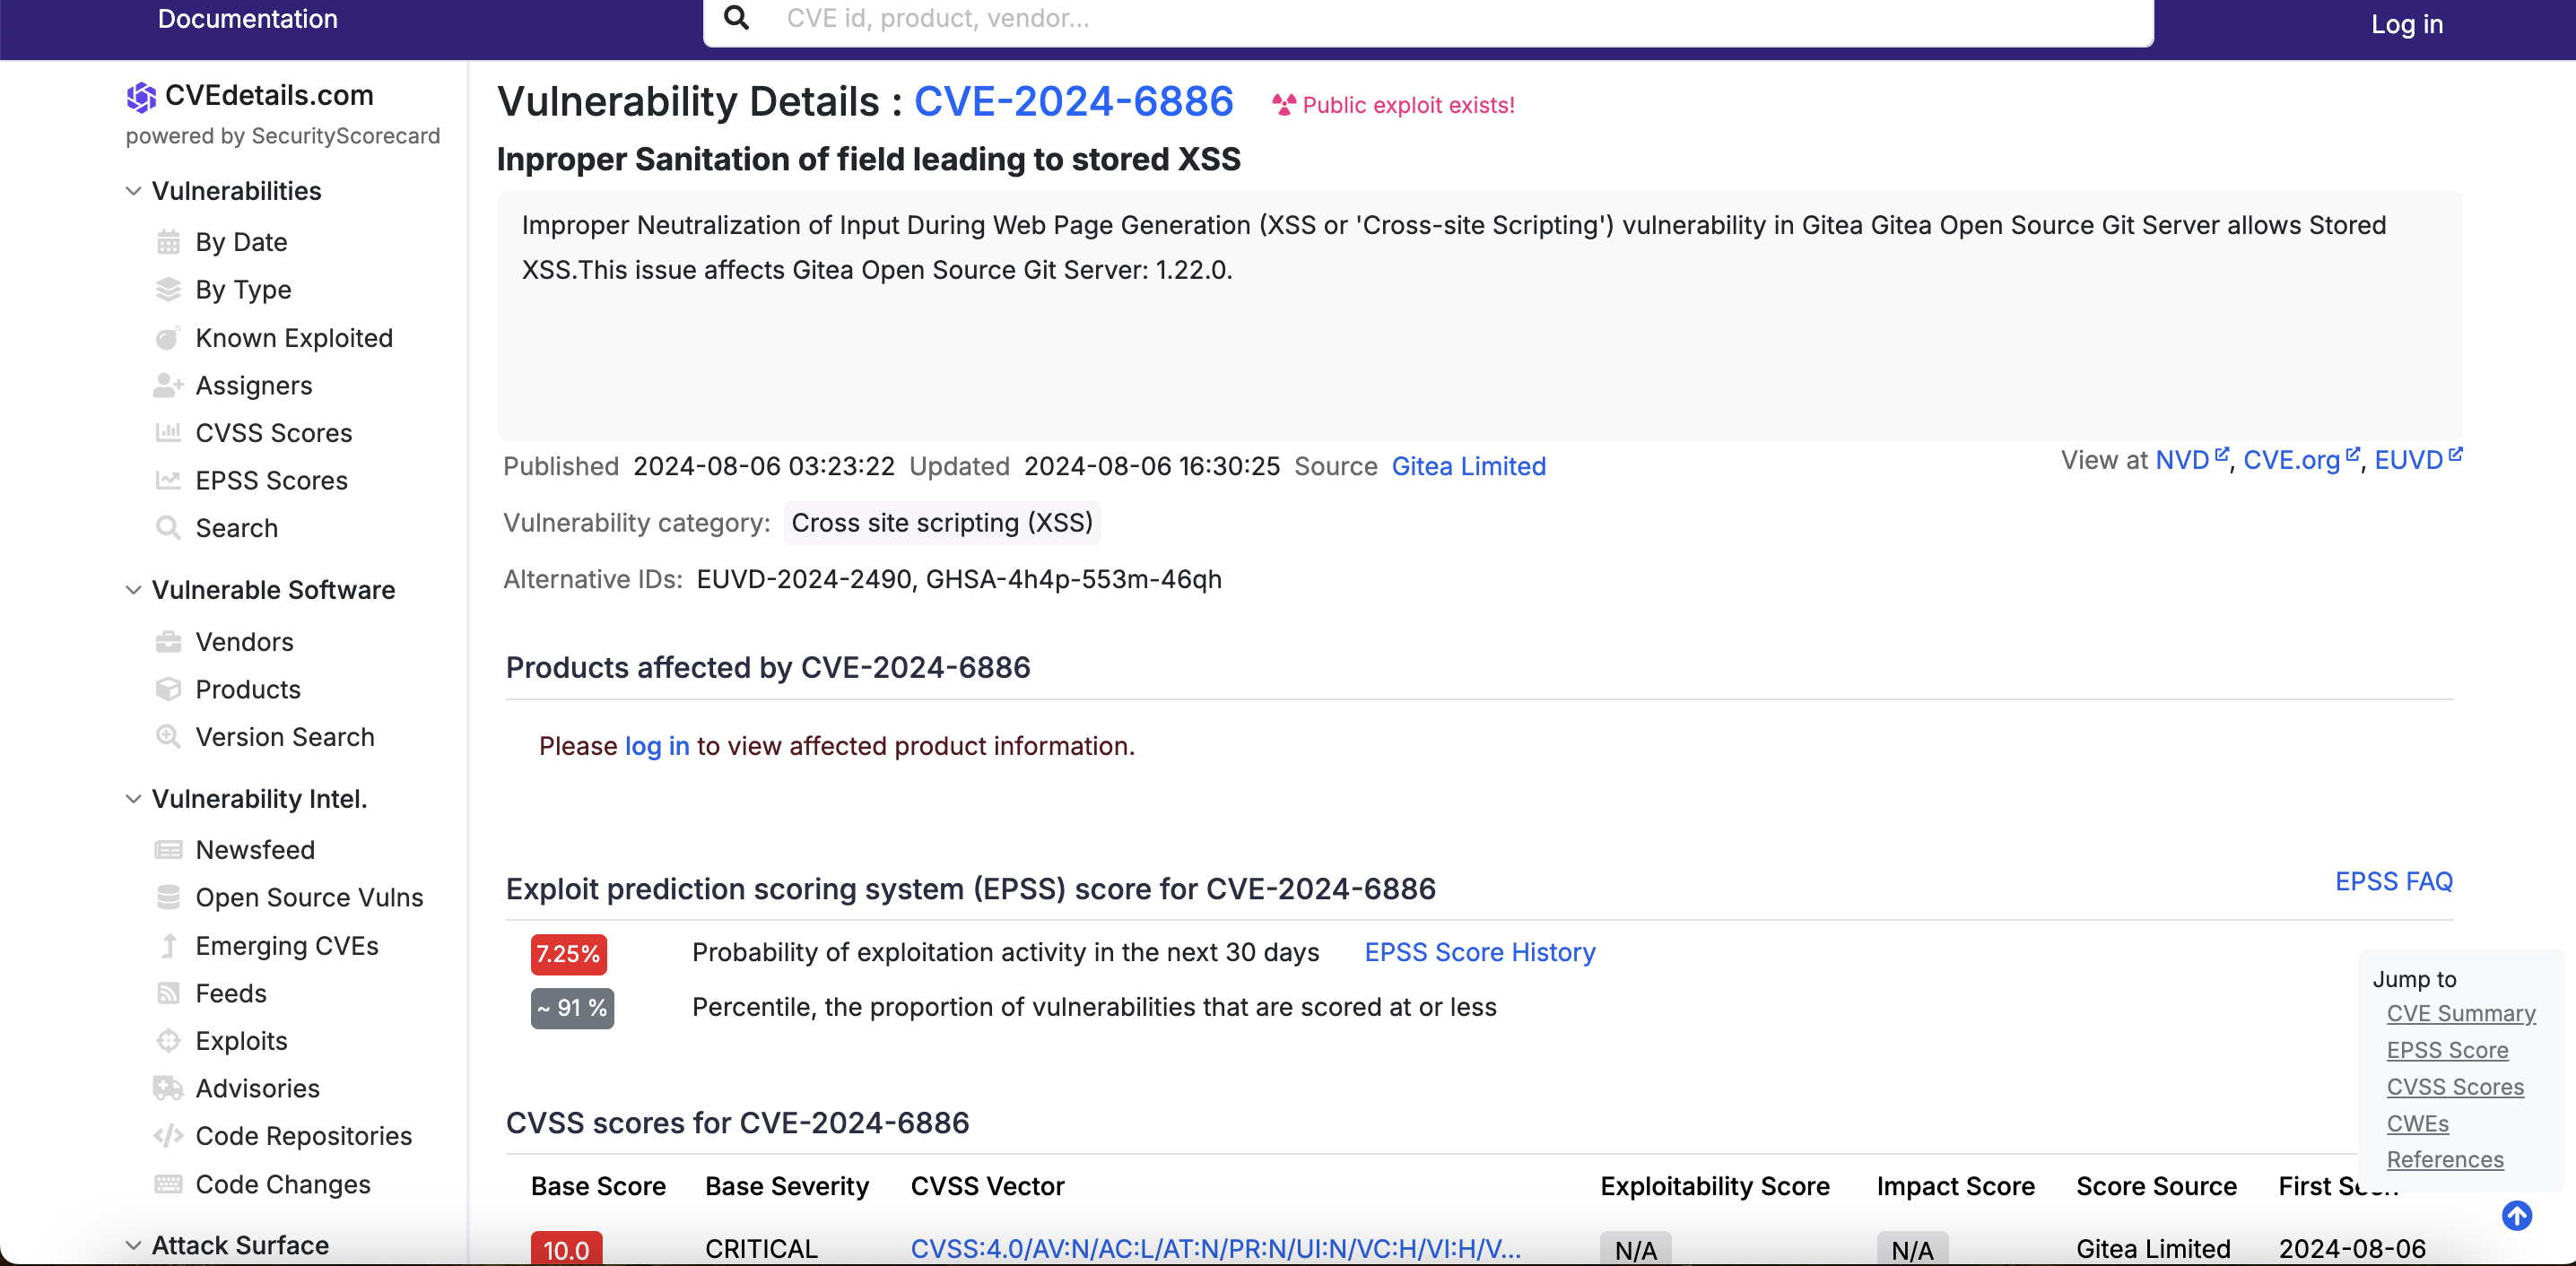 Documentation
CVE id, product, vendor...
Log in
CVEdetails.com
powered by SecurityScorecard
Vulnerabilities
By Date
By Type
Known Exploited
Assigners
CVSS Scores
EPSS Scores
Search
Vulnerable Software
Vendors
Products
Version Search
Vulnerability Intel.
Newsfeed
Open Source Vulns
Emerging CVEs
Feeds
Exploits
Advisories
Code Repositories
Code Changes
Attack Surface
Vulnerability Details : CVE-2024-6886 Public exploit exists!
Inproper Sanitation of field leading to stored XSS
Improper Neutralization of Input During Web Page Generation (XSS or 'Cross-site Scripting') vulnerability in Gitea Gitea Open Source Git Server allows Stored
XSS.This issue affects Gitea Open Source Git Server: 1.22.0.
Published 2024-08-06 03:23:22 Updated 2024-08-06 16:30:25 Source Gitea Limited
View at NVD, CVE.org, EUVD
Vulnerability category: Cross site scripting (XSS)
Alternative IDs: EUVD-2024-2490, GHSA-4h4p-553m-46qh
Products affected by CVE-2024-6886
Please log in to view affected product information.
Exploit prediction scoring system (EPSS) score for CVE-2024-6886
EPSS FAQ
7.25% Probability of exploitation activity in the next 30 days EPSS Score History
~ 91 % Percentile, the proportion of vulnerabilities that are scored at or less
CVSS scores for CVE-2024-6886
Base Score Base Severity CVSS Vector Exploitability Score Impact Score Score Source First
10.0 CRITICAL CVSS:4.0/AV:N/AC:L/AT:N/PR:N/UI:N/VC:H/VI:H/V... N/A N/A Gitea Limited 2024-08-06
Jump to
CVE Summary
EPSS Score
CVSS Scores
CWEs
References